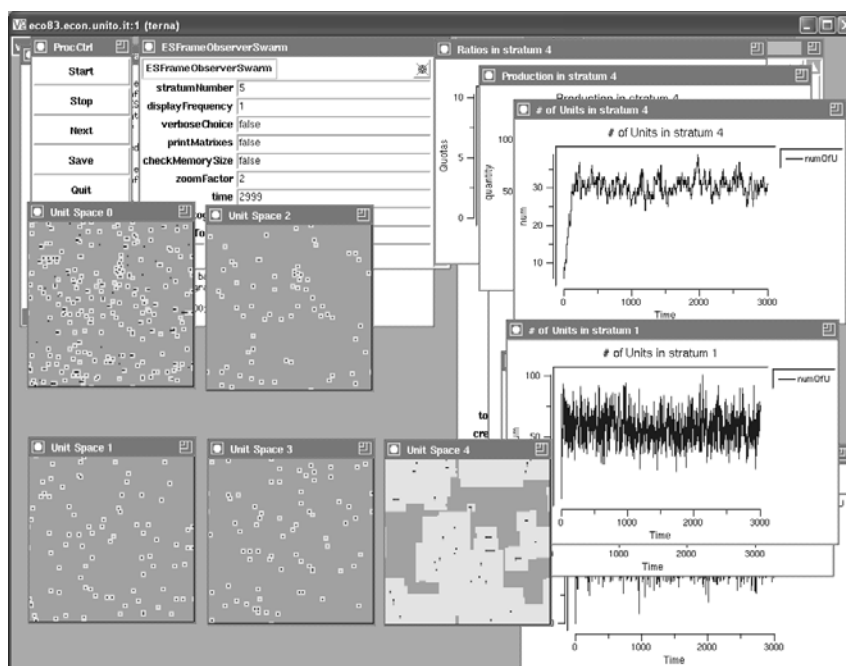 eco83.econ.unito.it:1 (terna)
ProcCtrl
Start
Stop
Next
Save
Quit
ESFrameObserverSwarm
ESFrameObserverSwarm
stratumNumber 5
displayFrequency 1
verboseChoice false
printMatrixes false
checkMemorySize false
zoomFactor 2
time 2999
Ratios in stratum 4
10
5
0
Quotas
Production in stratum 4
Production in stratum 4
100
50
quantity
# of Units in stratum 4
# of Units in stratum 4
numOfU
30
20
10
num
0
1000
2000
3000
Time
Unit Space 0
Unit Space 2
# of Units in stratum 1
# of Units in stratum 1
numOfU
100
50
0
1000
2000
3000
Time
Unit Space 1
Unit Space 3
Unit Space 4
to
cre
1000
2000
3000
Time
0
1000
2000
3000
Time